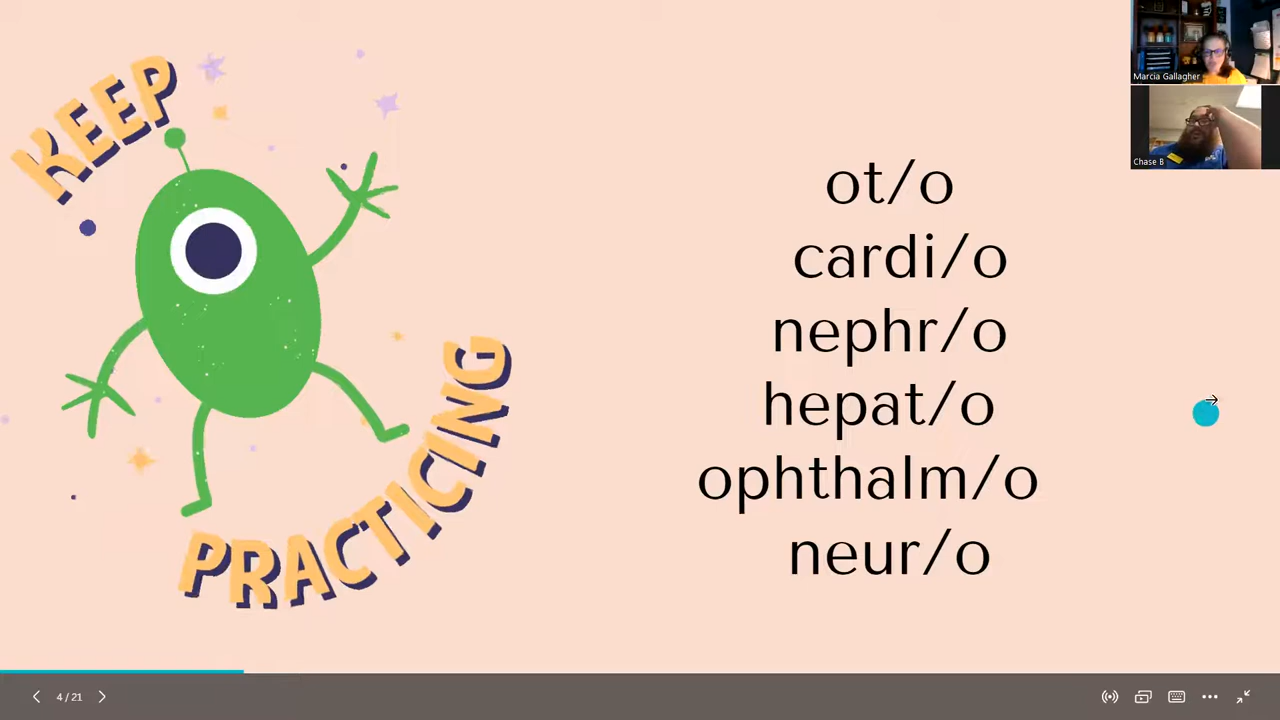 KEEP
PRACTICING
ot/o
cardi/o
nephr/o
hepat/o
ophthalm/o
neur/o
Marcia Gallagher
Chase B
4 / 21